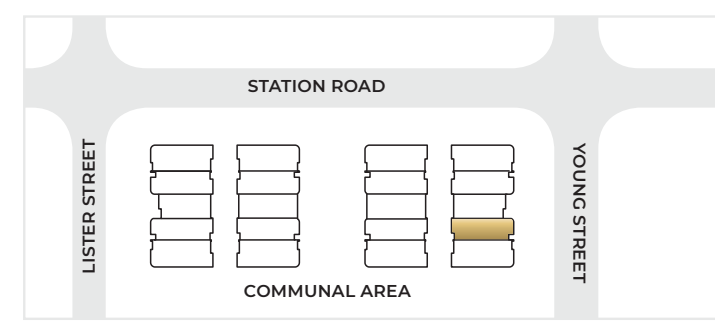 STATION ROAD
LISTER STREET
YOUNG STREET
COMMUNAL AREA